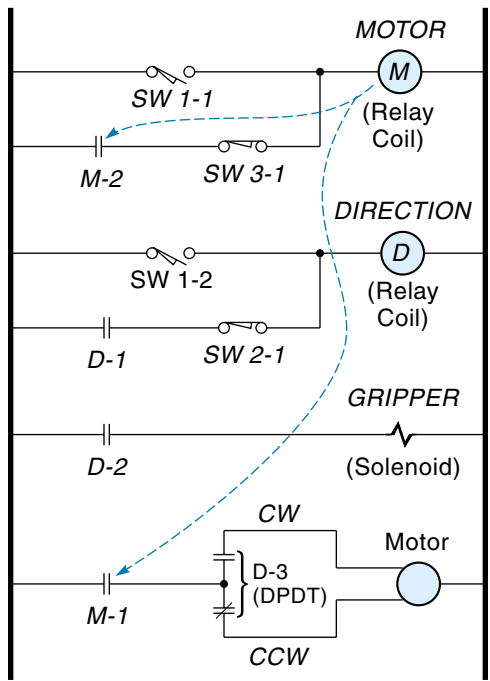 MOTOR
M
SW 1-1
(Relay
Coil)
M-2
SW 3-1
DIRECTION
D
SW 1-2
(Relay
Coil)
D-1
SW 2-1
GRIPPER
D-2
(Solenoid)
CW
Motor
D-3
(DPDT)
M-1
CCW